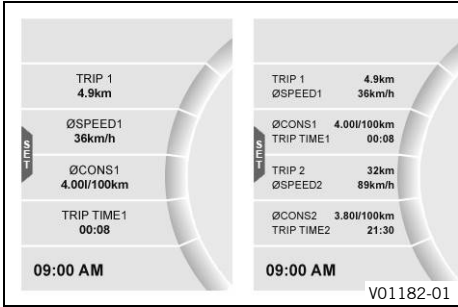 TRIP 1
4.9km
ØSPEED1
36km/h
SET
ØCONS1
4.00l/100km
TRIP TIME1
00:08
09:00 AM
TRIP 1 4.9km
ØSPEED1 36km/h
ØCONS1 4.00l/100km
TRIP TIME1 00:08
SET
TRIP 2 32km
ØSPEED2 89km/h
ØCONS2 3.80l/100km
TRIP TIME2 21:30
09:00 AM
V01182-01